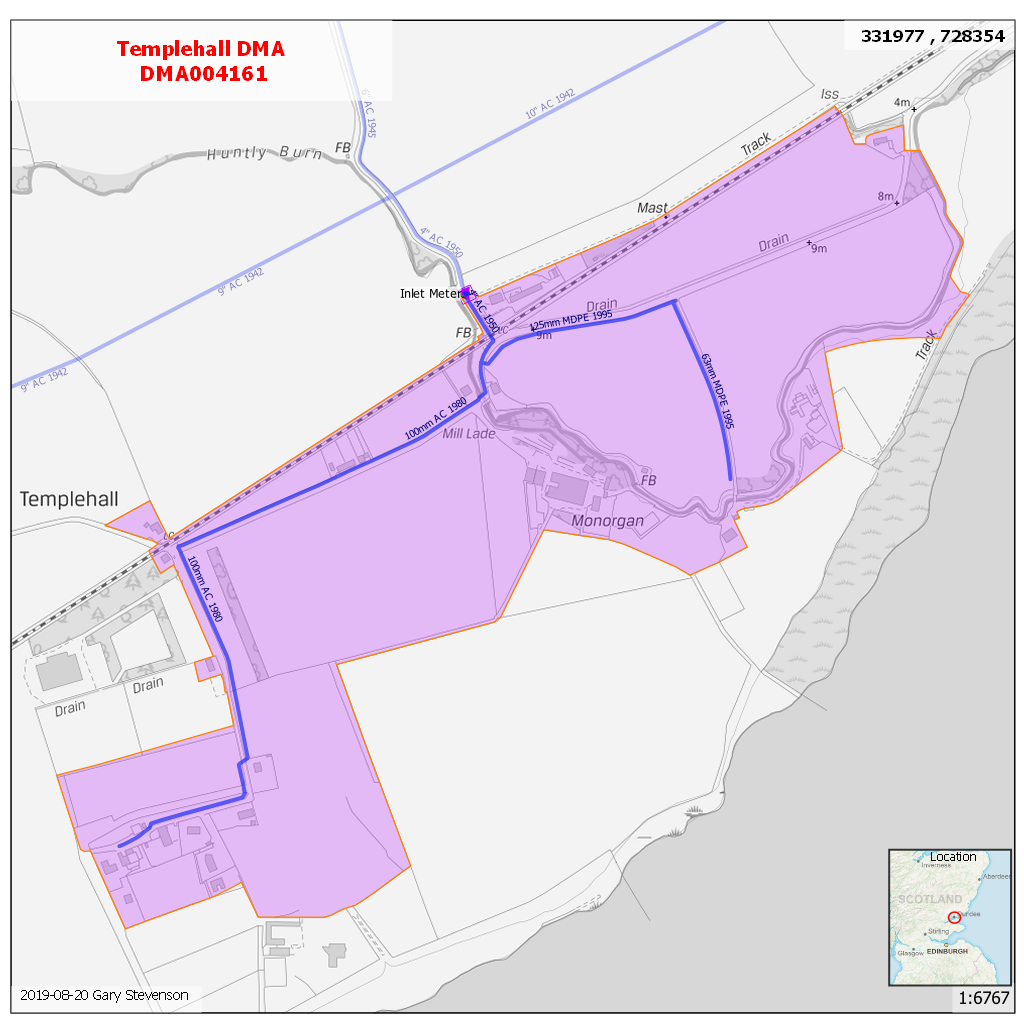 Templehall DMA
DMA004161
331977 , 728354
6" AC 1945
10" AC 1942
Iss
4m
Track
Huntly Burn
FB
8m
Mast
4" AC 1950
Drain
9m
9" AC 1942
Inlet Meter
4" AC 1950
Drain
125mm MDPE 1995
9m
FB
Track
63mm MDPE 1995
9" AC 1942
100mm AC 1980
Mill Lade
FB
Templehall
Monorgan
LC
100mm AC 1980
Drain
Drain
Location
Inverness
Aberdeen
SCOTLAND
Dundee
Stirling
Glasgow
EDINBURGH
2019-08-20 Gary Stevenson
1:6767